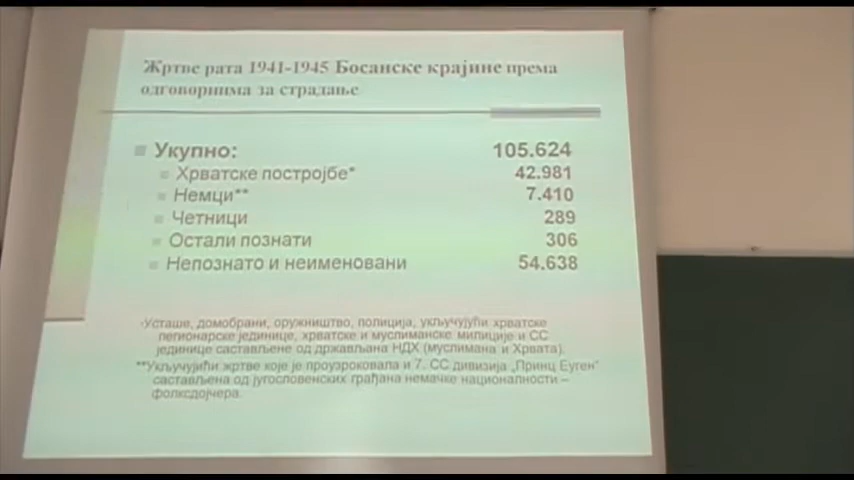 Жртве рата 1941-1945 Босанске крајине према
одговорнима за страдање
Укупно: 105.624
Хрватске постројбе* 42.981
Немци** 7.410
Четници 289
Остали познати 306
Непознато и неименовани 54.638
*Усташе, домобрани, оружништво, полиција, укључујући хрватске
легионарске јединице, хрватске и муслиманске милиције и СС
јединице састављене од држављана НДХ (муслимана и Хрвата).
**Укључујући жртве које је проузроковала и 7. СС дивизија „Принц Еуген"
састављена од југословенских грађана немачке националности –
фолксдојчера.